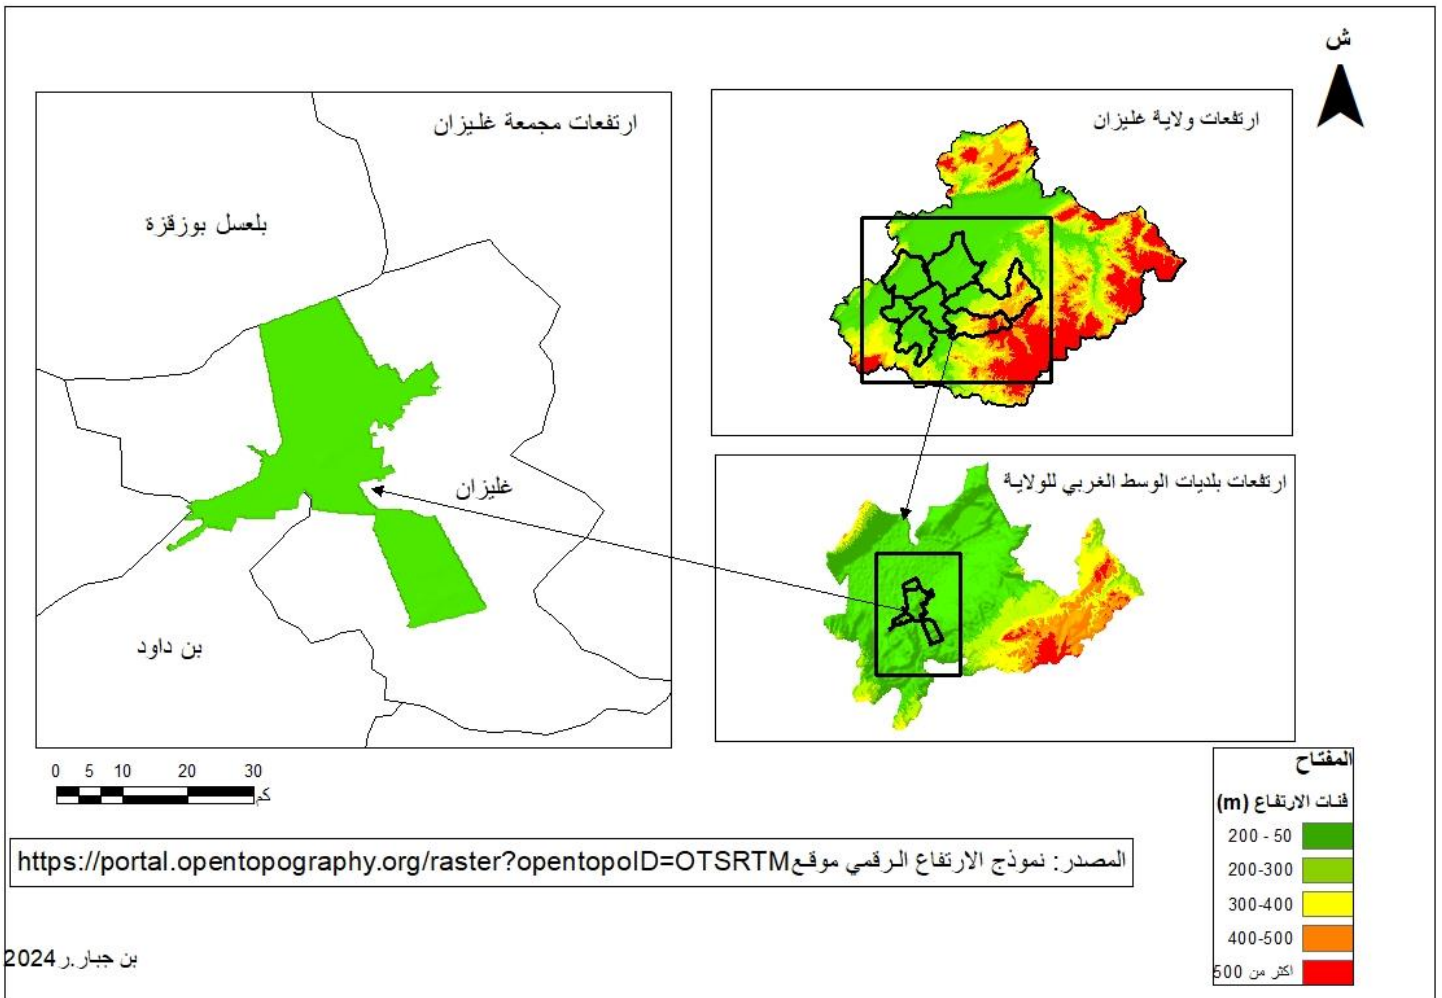 ش
ارتفعات ولاية غليزان
ارتفعات مجمعة غليزان
بلعسل بوزقزة
غليزان
بن داود
ارتفعات بلديات الوسط الغربي للولاية
0 5 10 20 30
كم
المفتاح
فئات الارتفاع (m)
200 - 50
200-300
300-400
400-500
اكثر من 500
المصدر: نموذج الارتفاع الرقمي موقع https://portal.opentopography.org/raster?opentopoID=OTSRTM
بن جبار.ر 2024